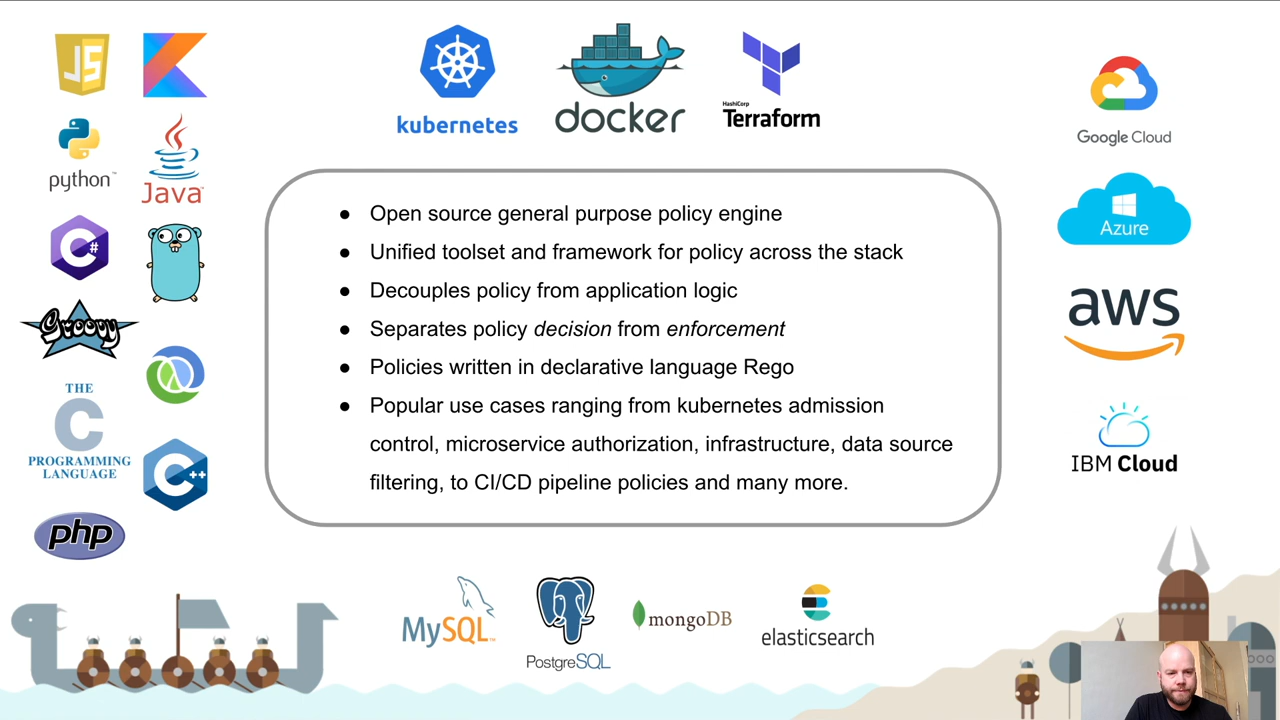 JS
python™
Java™
C#
Groovy
THE
C
PROGRAMMING
LANGUAGE
C++
php
kubernetes
docker
HashiCorp
Terraform
Google Cloud
Azure
aws
IBM Cloud
● Open source general purpose policy engine
● Unified toolset and framework for policy across the stack
● Decouples policy from application logic
● Separates policy decision from enforcement
● Policies written in declarative language Rego
● Popular use cases ranging from kubernetes admission
control, microservice authorization, infrastructure, data source
filtering, to CI/CD pipeline policies and many more.
MySQL™
PostgreSQL
mongoDB
elasticsearch